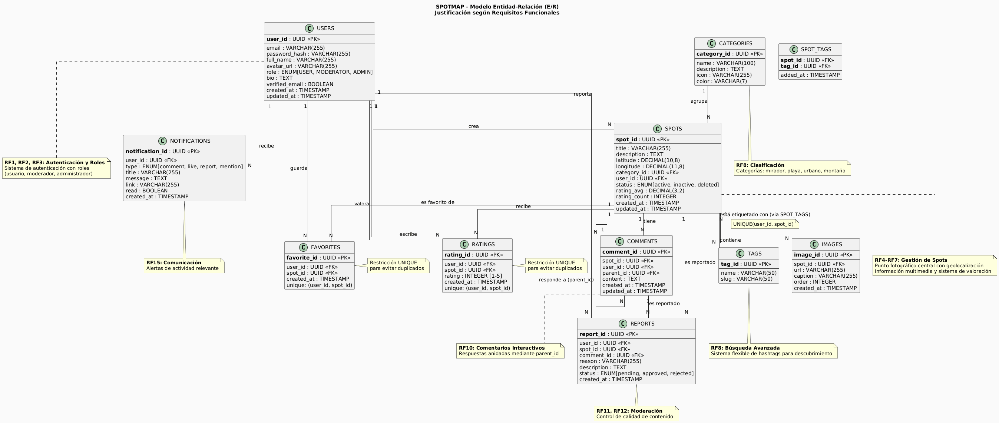 SPOTMAP - Modelo Entidad-Relación (E/R)
Justificación según Requisitos Funcionales
C USERS
user_id : UUID «PK»
email : VARCHAR(255)
password_hash : VARCHAR(255)
full_name : VARCHAR(255)
avatar_url : VARCHAR(255)
role : ENUM[USER, MODERATOR, ADMIN]
bio : TEXT
verified_email : BOOLEAN
created_at : TIMESTAMP
updated_at : TIMESTAMP
C CATEGORIES
category_id : UUID «PK»
name : VARCHAR(100)
description : TEXT
icon : VARCHAR(255)
color : VARCHAR(7)
C SPOT_TAGS
spot_id : UUID «FK»
tag_id : UUID «FK»
added_at : TIMESTAMP
1
reporta
1
1
1
1
1
1
agrupa
N
crea
N
C SPOTS
spot_id : UUID «PK»
title : VARCHAR(255)
description : TEXT
latitude : DECIMAL(10,8)
longitude : DECIMAL(11,8)
category_id : UUID «FK»
user_id : UUID «FK»
status : ENUM[active, inactive, deleted]
rating_avg : DECIMAL(3,2)
rating_count : INTEGER
created_at : TIMESTAMP
updated_at : TIMESTAMP
C NOTIFICATIONS
notification_id : UUID «PK»
user_id : UUID «FK»
type : ENUM[comment, like, report, mention]
title : VARCHAR(255)
message : TEXT
link : VARCHAR(255)
read : BOOLEAN
created_at : TIMESTAMP
recibe
N
guarda
RF1, RF2, RF3: Autenticación y Roles
Sistema de autenticación con roles
(usuario, moderador, administrador)
RF8: Clasificación
Categorías: mirador, playa, urbano, montaña
valora
es favorito de
1
recibe
1
1
tiene
1
1
está etiquetado con (via SPOT_TAGS)
N
UNIQUE(user_id, spot_id)
N
N
escribe
N
N
N
1
N
N
contiene
N
C FAVORITES
favorite_id : UUID «PK»
user_id : UUID «FK»
spot_id : UUID «FK»
created_at : TIMESTAMP
unique: (user_id, spot_id)
Restricción UNIQUE
para evitar duplicados
C RATINGS
rating_id : UUID «PK»
user_id : UUID «FK»
spot_id : UUID «FK»
rating : INTEGER [1-5]
created_at : TIMESTAMP
unique: (user_id, spot_id)
Restricción UNIQUE
para evitar duplicados
C COMMENTS
comment_id : UUID «PK»
spot_id : UUID «FK»
user_id : UUID «FK»
parent_id : UUID «FK»
content : TEXT
created_at : TIMESTAMP
updated_at : TIMESTAMP
es reportado
C TAGS
tag_id : UUID «PK»
name : VARCHAR(50)
slug : VARCHAR(50)
C IMAGES
image_id : UUID «PK»
spot_id : UUID «FK»
url : VARCHAR(255)
caption : VARCHAR(255)
order : INTEGER
created_at : TIMESTAMP
RF4-RF7: Gestión de Spots
Punto fotográfico central con geolocalización
Información multimedia y sistema de valoración
RF15: Comunicación
Alertas de actividad relevante
responde a (parent_id)
N
1
es reportado
N
N
N
C REPORTS
report_id : UUID «PK»
user_id : UUID «FK»
spot_id : UUID «FK»
comment_id : UUID «FK»
reason : VARCHAR(255)
description : TEXT
status : ENUM[pending, approved, rejected]
created_at : TIMESTAMP
RF10: Comentarios Interactivos
Respuestas anidadas mediante parent_id
RF8: Búsqueda Avanzada
Sistema flexible de hashtags para descubrimiento
RF11, RF12: Moderación
Control de calidad de contenido